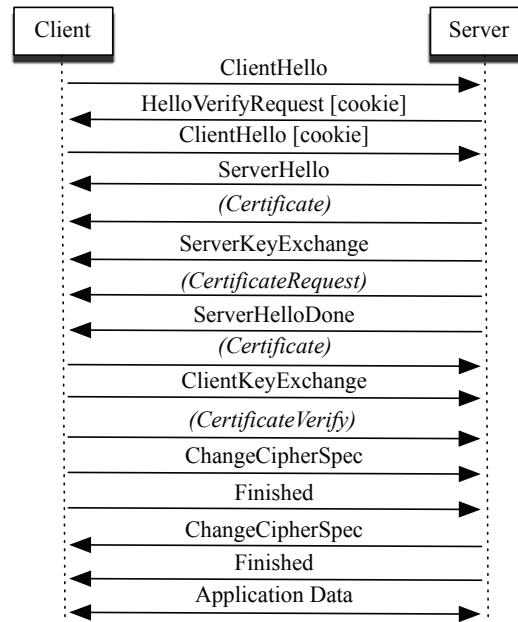 Client
Server
ClientHello
HelloVerifyRequest [cookie]
ClientHello [cookie]
ServerHello
(Certificate)
ServerKeyExchange
(CertificateRequest)
ServerHelloDone
(Certificate)
ClientKeyExchange
(CertificateVerify)
ChangeCipherSpec
Finished
ChangeCipherSpec
Finished
Application Data